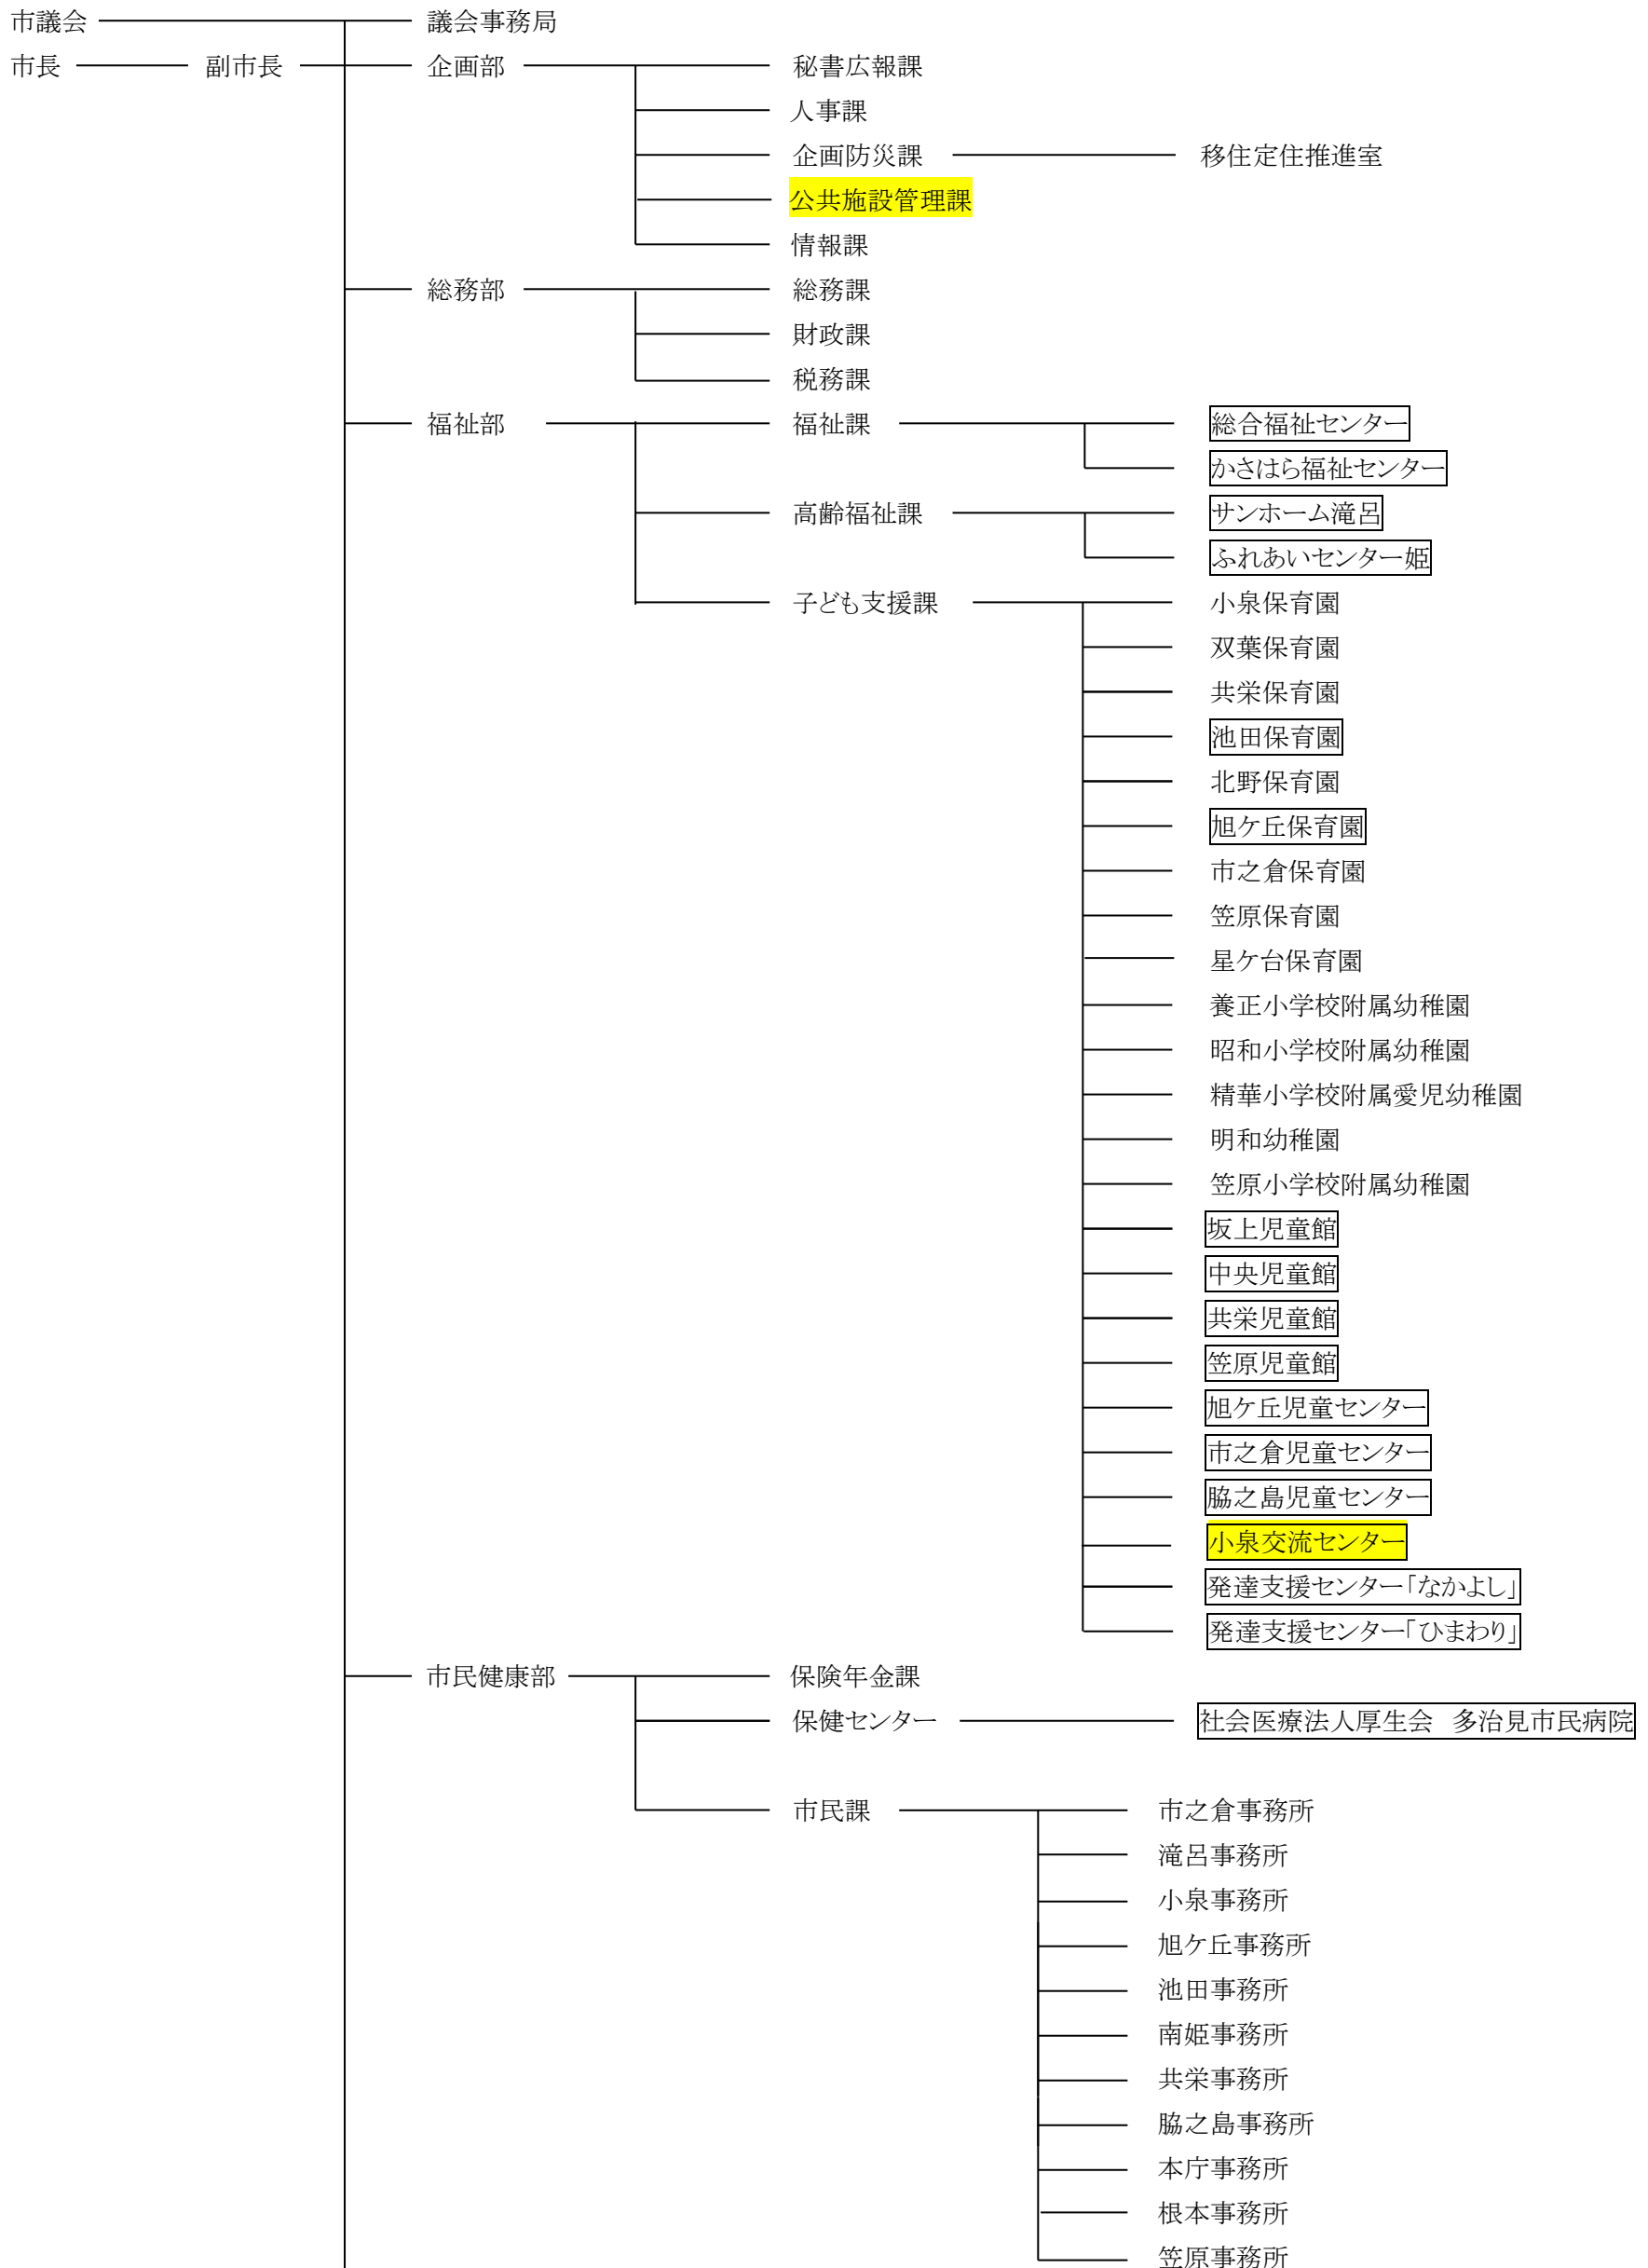 市議会 議会事務局
市長 副市長 企画部 秘書広報課
人事課
企画防災課 移住定住推進室
公共施設管理課
情報課
総務部 総務課
財政課
税務課
福祉部 福祉課 総合福祉センター
かさはら福祉センター
高齢福祉課 サンホーム滝呂
ふれあいセンター姫
子ども支援課 小泉保育園
双葉保育園
共栄保育園
池田保育園
北野保育園
旭ケ丘保育園
市之倉保育園
笠原保育園
星ケ台保育園
養正小学校附属幼稚園
昭和小学校附属幼稚園
精華小学校附属愛児幼稚園
明和幼稚園
笠原小学校附属幼稚園
坂上児童館
中央児童館
共栄児童館
笠原児童館
旭ケ丘児童センター
市之倉児童センター
脇之島児童センター
小泉交流センター
発達支援センター「なかよし」
発達支援センター「ひまわり」
市民健康部 保険年金課
保健センター 社会医療法人厚生会 多治見市民病院
市民課 市之倉事務所
滝呂事務所
小泉事務所
旭ケ丘事務所
池田事務所
南姫事務所
共栄事務所
脇之島事務所
本庁事務所
根本事務所
笠原事務所